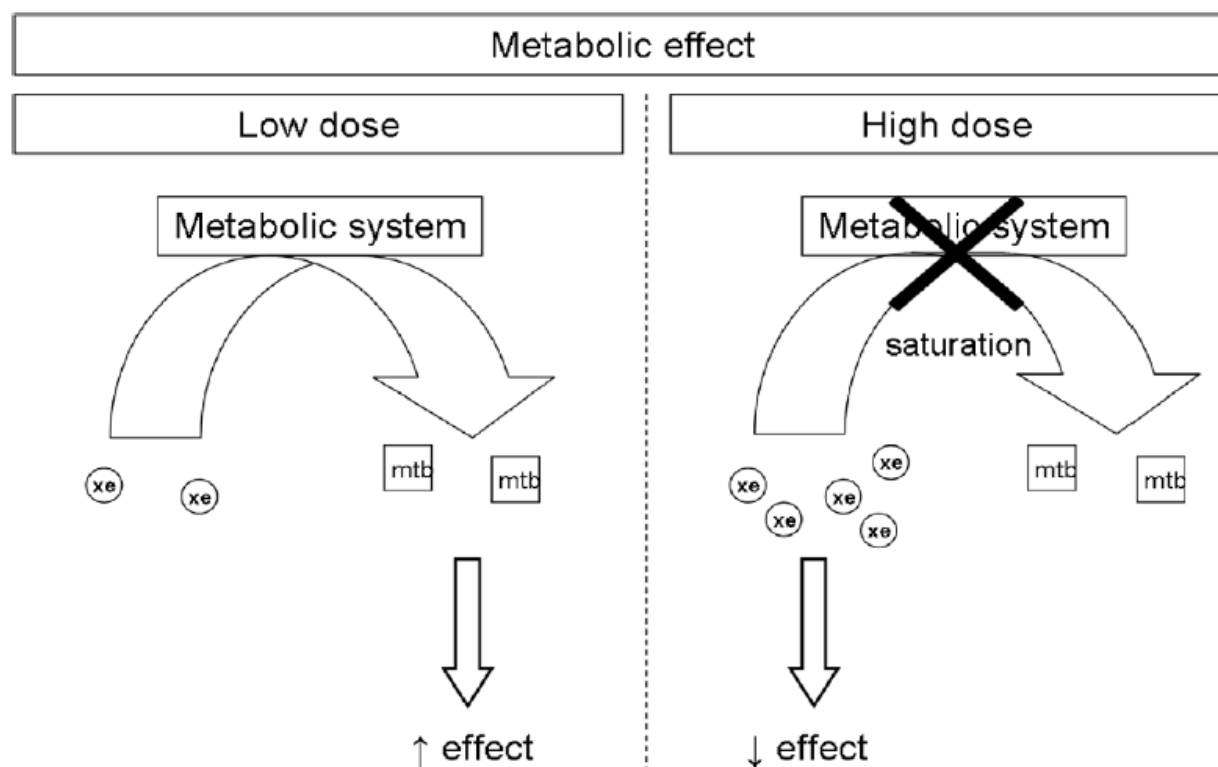 Metabolic effect
Low dose
High dose
Metabolic system
Metabolic system
saturation
xe
xe
mtb
mtb
xe
xe
xe
xe
xe
mtb
mtb
↑ effect
↓ effect